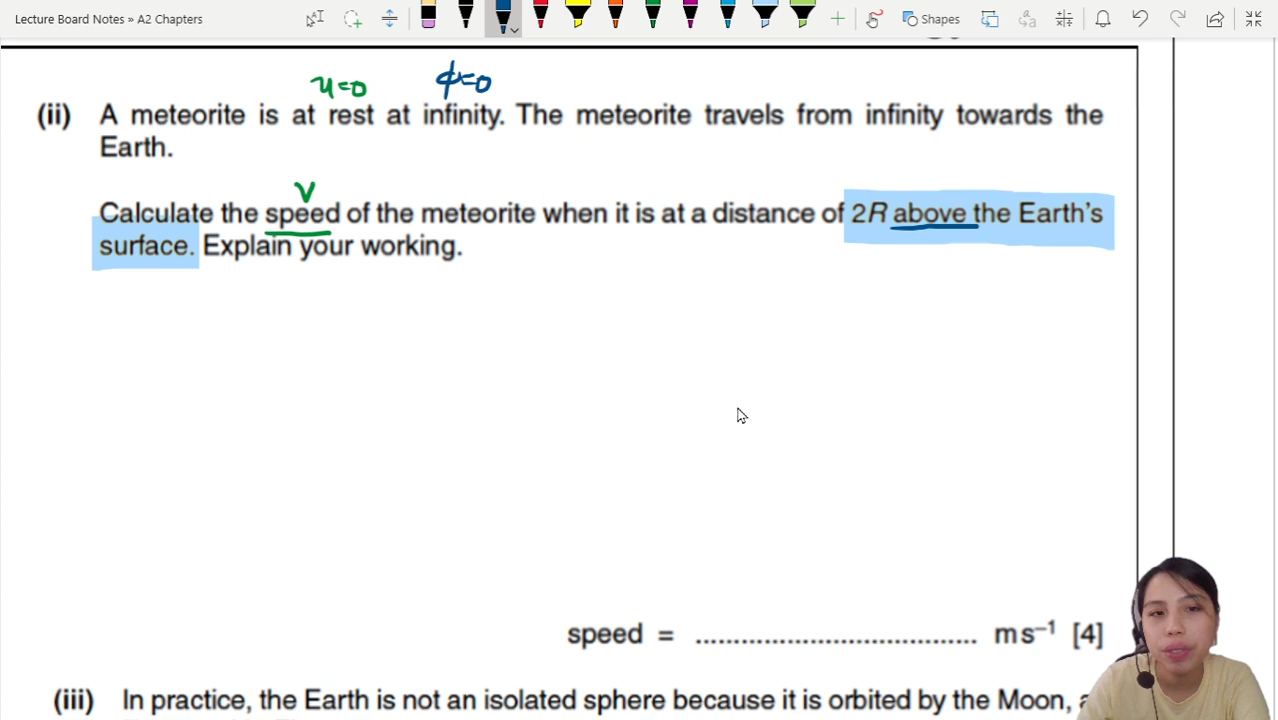 Lecture Board Notes » A2 Chapters
Shapes
u=0 ϕ=0
(ii) A meteorite is at rest at infinity. The meteorite travels from infinity towards the
Earth.
v
Calculate the speed of the meteorite when it is at a distance of 2R above the Earth's
surface. Explain your working.
speed = .................................... m s⁻¹ [4]
(iii) In practice, the Earth is not an isolated sphere because it is orbited by the Moon,